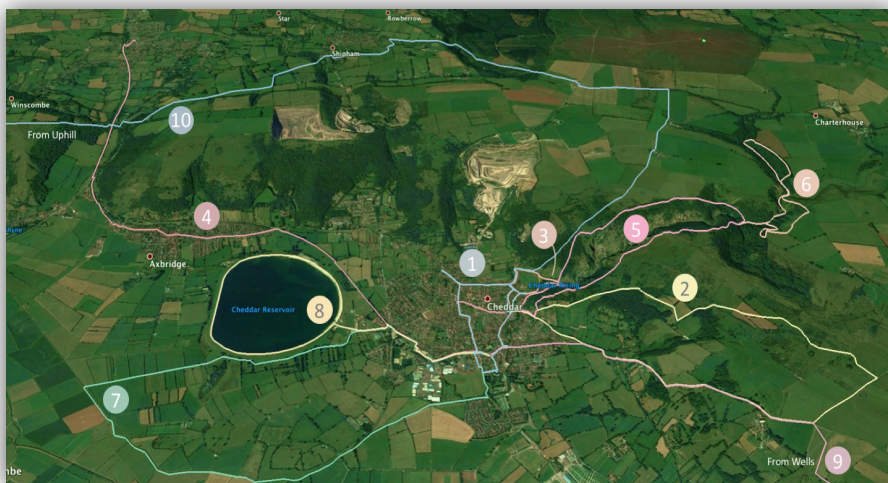 Star
Rowberrow
Shipham
Winscombe
10
From Uphill
Charterhouse
6
4
5
3
1
Axbridge
Cheddar Reservoir
8
Cheddar
2
7
From Wells
9